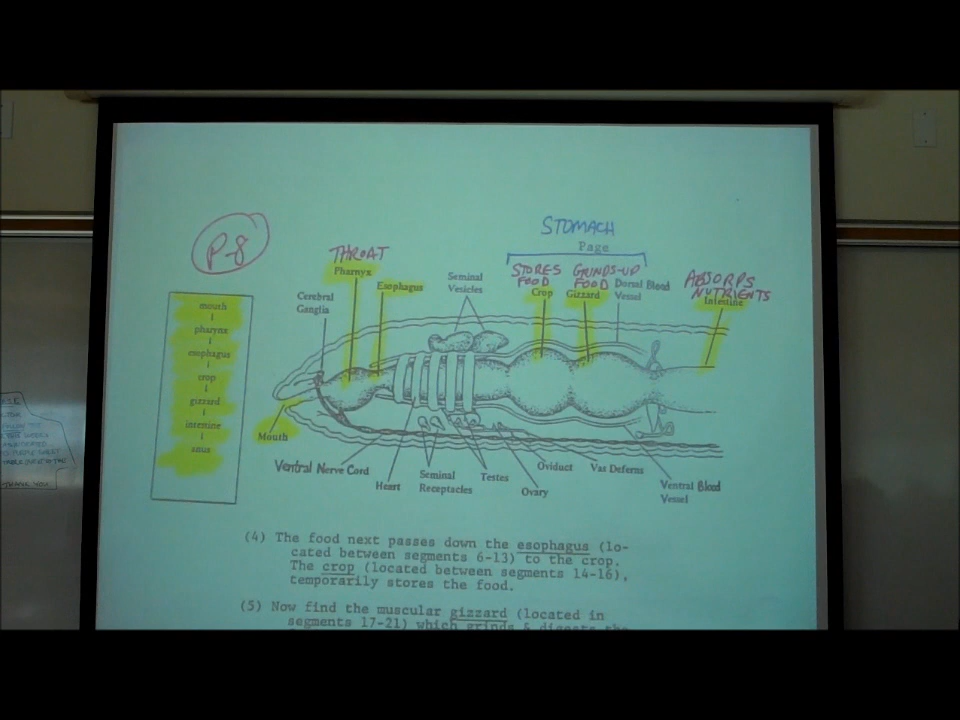 P-8
STOMACH
Page
THROAT
Pharnyx
Esophagus
Cerebral
Ganglia
Seminal
Vesicles
STORES
FOOD
Crop
GRINDS-UP
FOOD
Gizzard
Dorsal Blood
Vessel
ABSORPS
NUTRIENTS
Intestine
mouth
pharynx
esophagus
crop
gizzard
intestine
anus
Mouth
Ventral Nerve Cord
Heart
Seminal
Receptacles
Testes
Ovary
Oviduct
Vas Deferns
Ventral Blood
Vessel
(4) The food next passes down the esophagus (lo-
cated between segments 6-13) to the crop.
The crop (located between segments 14-16),
temporarily stores the food.
(5) Now find the muscular gizzard (located in
segments 17-21) which grinds & digests the
THANK YOU